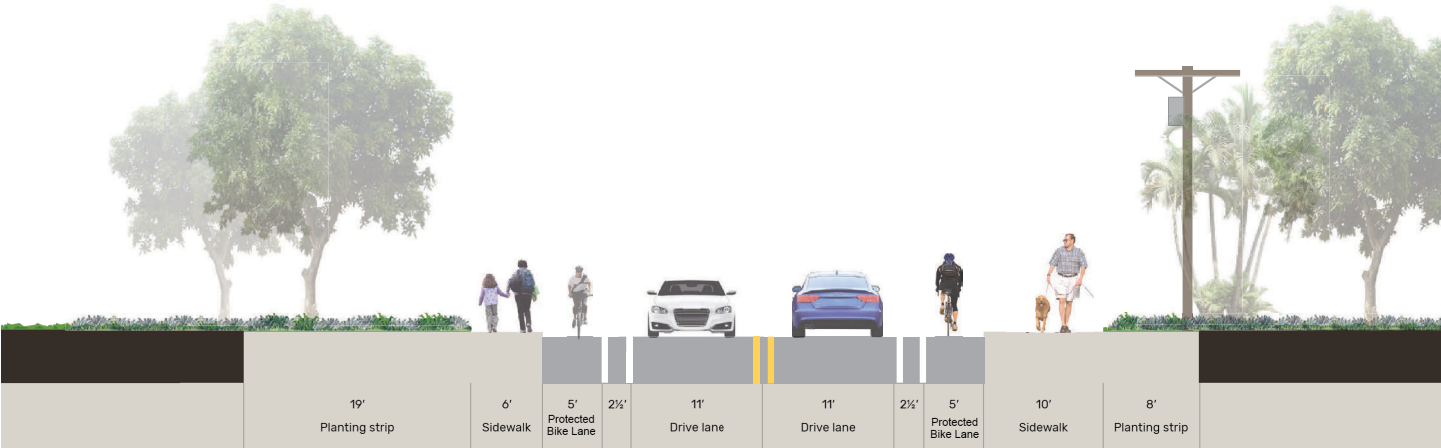 19’ 6’ 5’ 2½’ 11’ 11’ 2½’ 5’ 10’ 8’
Planting strip Sidewalk Protected Bike Lane Drive lane Drive lane Protected Bike Lane Sidewalk Planting strip